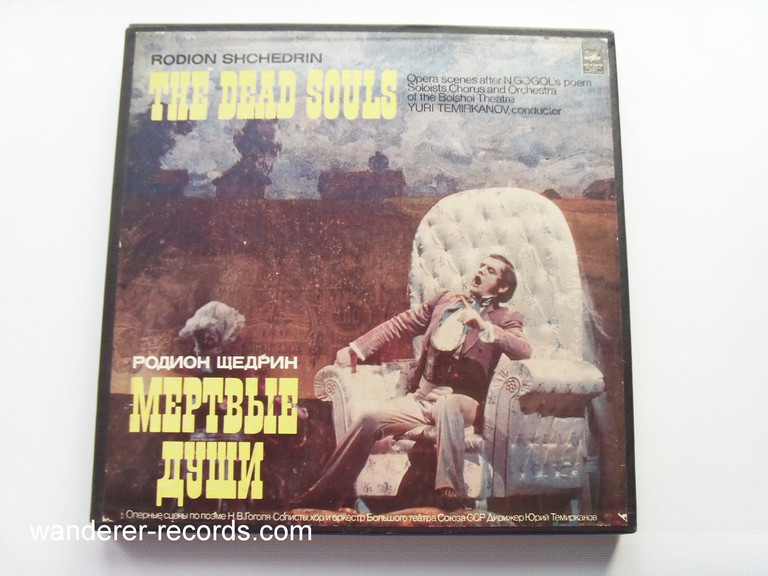 RODION SHCHEDRIN
THE DEAD SOULS
Opera scenes after N.GOGOL's poem
Soloists, Chorus and Orchestra
of the Bolshoi Theatre
YURI TEMIRKANOV, conductor
РОДИОН ЩЕДРИН
МЕРТВЫЕ
ДУШИ
Оперные сцены по поэме Н.В.Гоголя Солисты, хор и оркестр Большого театра Союза ССР Дирижер Юрий Темирканов
wanderer-records.com